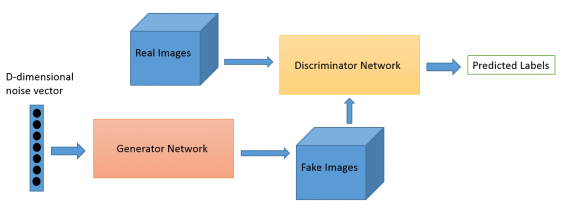 Real Images
Discriminator Network
Predicted Labels
D-dimensional
noise vector
Generator Network
Fake Images